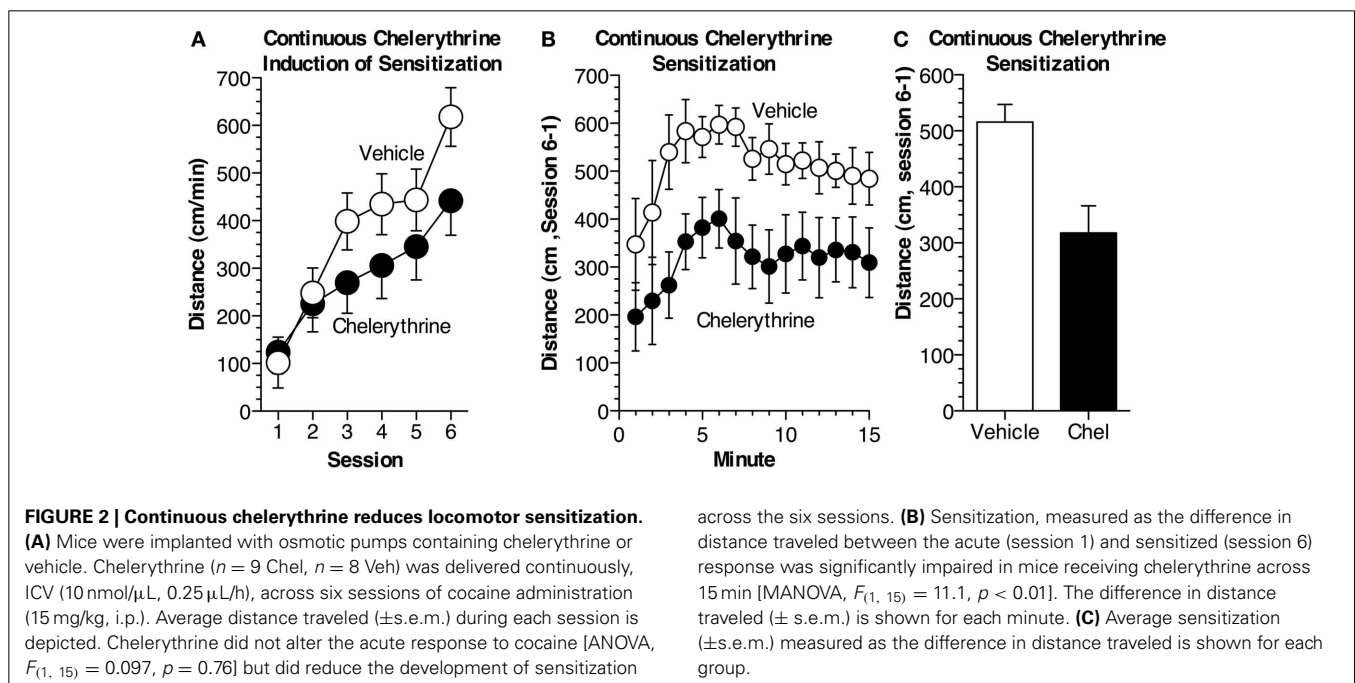 A Continuous Chelerythrine
Induction of Sensitization
700
600
500
400
300
200
100
0
Distance (cm/min)
Vehicle
Chelerythrine
1 2 3 4 5 6
Session
B Continuous Chelerythrine
Sensitization
700
600
500
400
300
200
100
0
Distance (cm ,Session 6-1)
Vehicle
Chelerythrine
0 5 10 15
Minute
C Continuous Chelerythrine
Sensitization
600
500
400
300
200
100
0
Distance (cm, session 6-1)
Vehicle Chel
FIGURE 2 | Continuous chelerythrine reduces locomotor sensitization.
(A) Mice were implanted with osmotic pumps containing chelerythrine or
vehicle. Chelerythrine (n = 9 Chel, n = 8 Veh) was delivered continuously,
ICV (10 nmol/μL, 0.25 μL/h), across six sessions of cocaine administration
(15 mg/kg, i.p.). Average distance traveled (±s.e.m.) during each session is
depicted. Chelerythrine did not alter the acute response to cocaine [ANOVA,
F(1, 15) = 0.097, p = 0.76] but did reduce the development of sensitization
across the six sessions. (B) Sensitization, measured as the difference in
distance traveled between the acute (session 1) and sensitized (session 6)
response was significantly impaired in mice receiving chelerythrine across
15 min [MANOVA, F(1, 15) = 11.1, p < 0.01]. The difference in distance
traveled (± s.e.m.) is shown for each minute. (C) Average sensitization
(±s.e.m.) measured as the difference in distance traveled is shown for each
group.